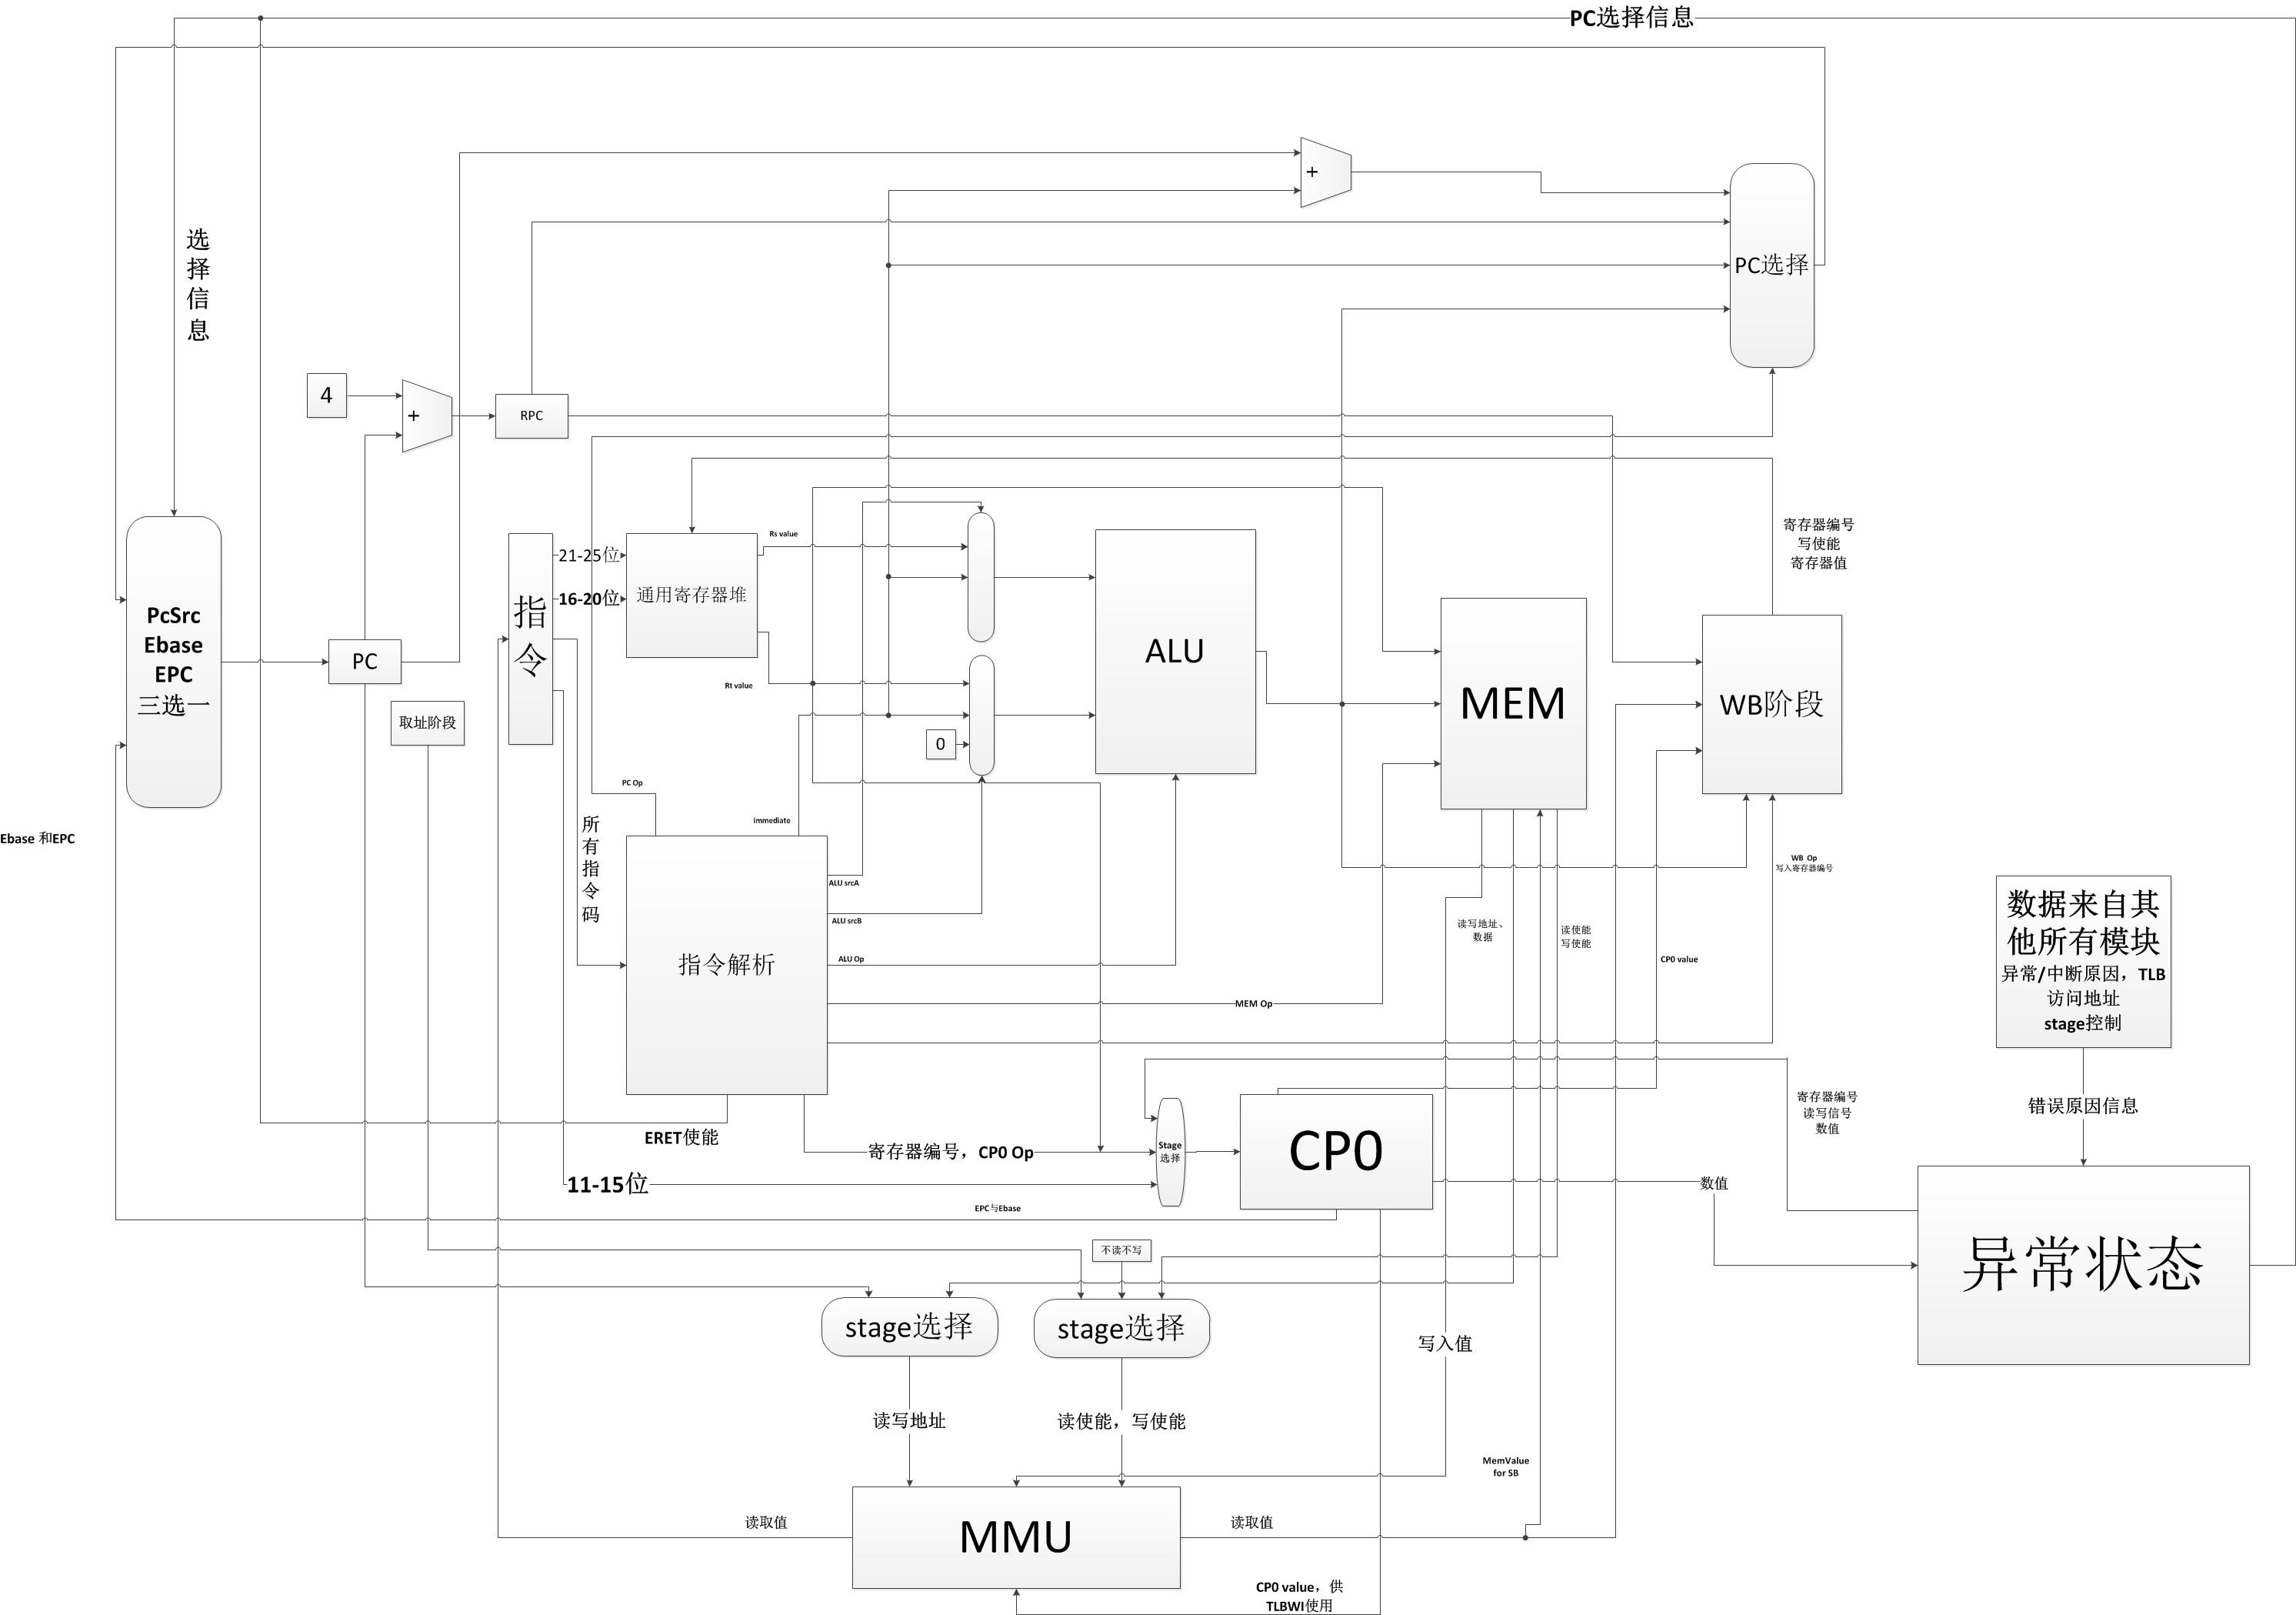 PC选择信息
选
择
信
息
+
PC选择
4
+
RPC
寄存器编号
写使能
寄存器值
21-25位
16-20位
指
令
通用寄存器堆
Rs value
Rt value
ALU
MEM
WB阶段
PcSrc
Ebase
EPC
三选一
PC
取址阶段
0
PC Op
immediate
Ebase 和EPC
所
有
指
令
码
ALU srcA
ALU srcB
指令解析
ALU Op
MEM Op
读写地址、
数据
读使能
写使能
WB Op
写入寄存器编号
CP0 value
数据来自其
他所有模块
异常/中断原因，TLB
访问地址
stage控制
错误原因信息
寄存器编号
读写信号
数值
ERET使能
寄存器编号，CP0 Op
11-15位
Stage
选择
CP0
数值
EPC与Ebase
不读不写
异常状态
stage选择
stage选择
写入值
读写地址
读使能，写使能
MemValue
for SB
读取值
MMU
读取值
CP0 value，供
TLBWI使用